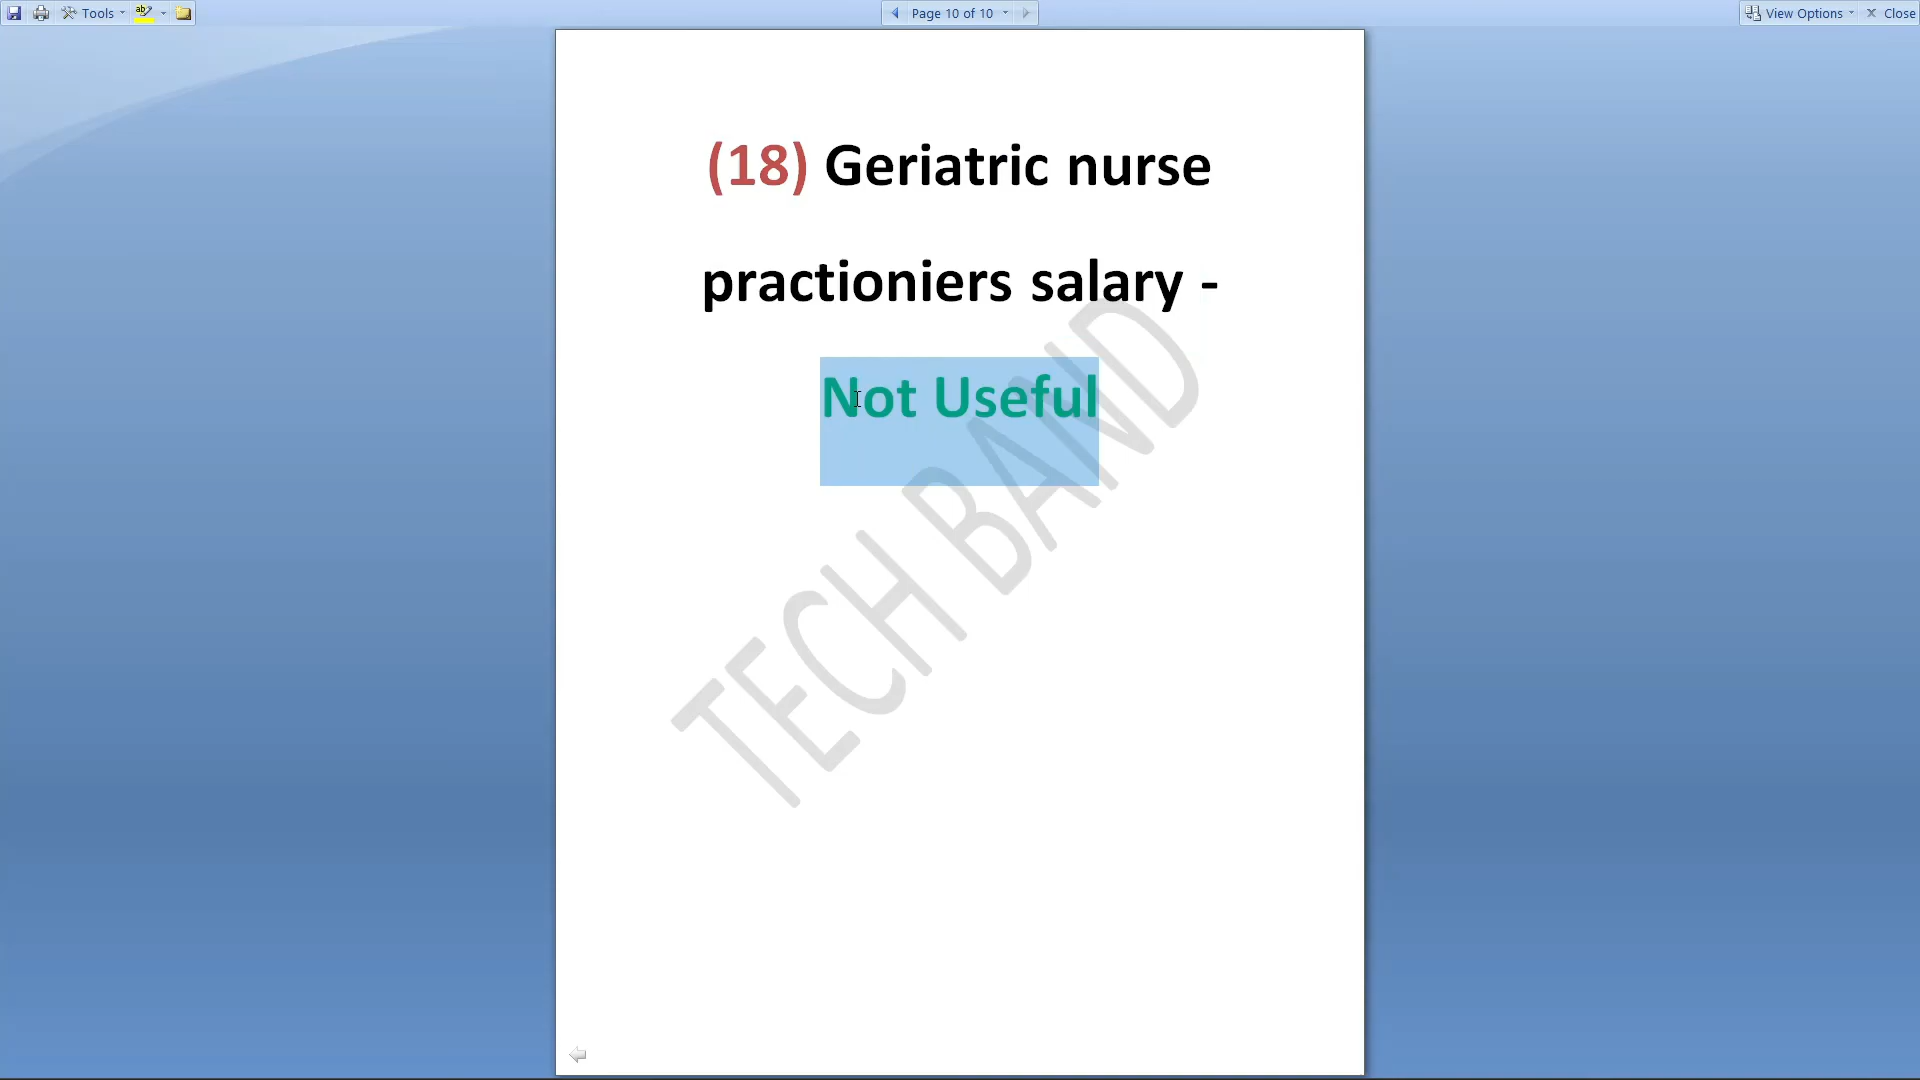 Tools
Page 10 of 10
View Options
Close
(18) Geriatric nurse
practioniers salary -
Not Useful
TECH BAND